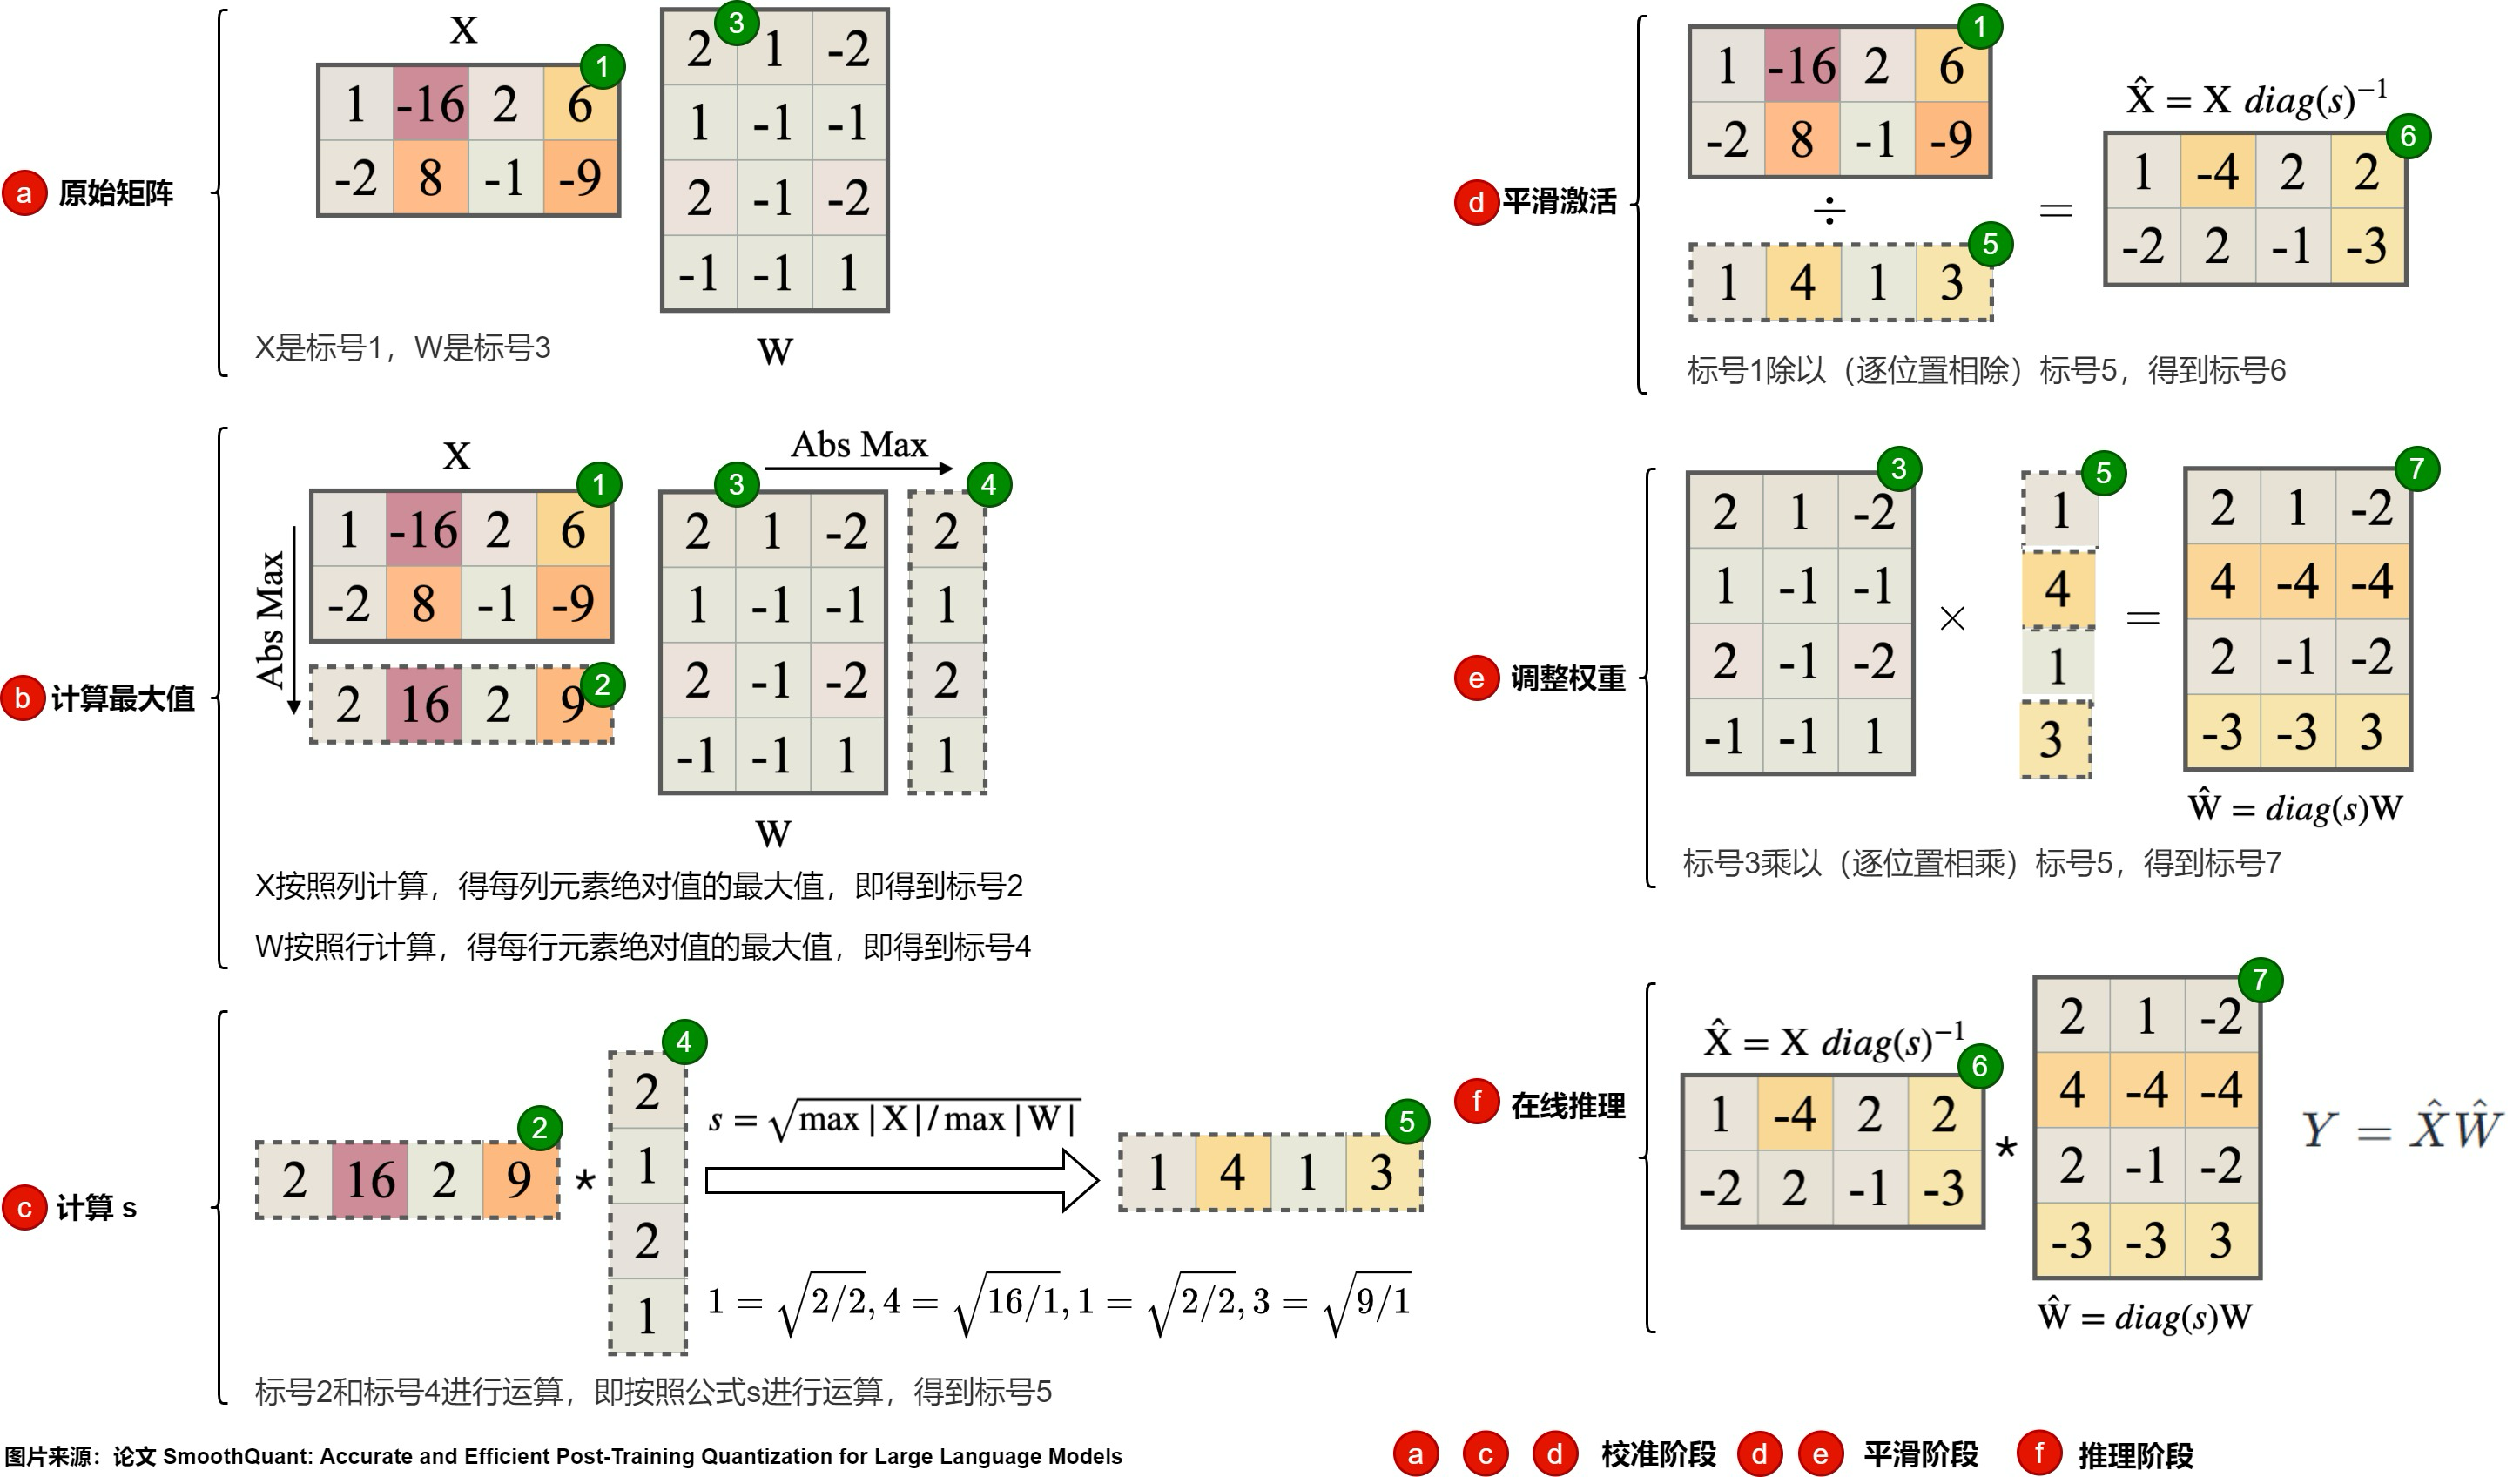 a 原始矩阵
X
1
1 -16 2 6
-2 8 -1 -9
3
2 1 -2
1 -1 -1
2 -1 -2
-1 -1 1
W
X是标号1，W是标号3
b 计算最大值
X
1
Abs Max
1 -16 2 6
-2 8 -1 -9
2
2 16 2 9
Abs Max
3
2 1 -2
1 -1 -1
2 -1 -2
-1 -1 1
W
4
2
1
2
1
X按照列计算，得每列元素绝对值的最大值，即得到标号2
W按照行计算，得每行元素绝对值的最大值，即得到标号4
c 计算 s
2
2 16 2 9
*
4
2
1
2
1
s = √max |X| / max |W|
5
1 4 1 3
1 = √2/2, 4 = √16/1, 1 = √2/2, 3 = √9/1
标号2和标号4进行运算，即按照公式s进行运算，得到标号5
d 平滑激活
1
1 -16 2 6
-2 8 -1 -9
÷
5
1 4 1 3
=
X̂ = X diag(s)⁻¹
6
1 -4 2 2
-2 2 -1 -3
标号1除以（逐位置相除）标号5，得到标号6
e 调整权重
3
2 1 -2
1 -1 -1
2 -1 -2
-1 -1 1
×
5
1
4
1
3
=
7
2 1 -2
4 -4 -4
2 -1 -2
-3 -3 3
Ŵ = diag(s)W
标号3乘以（逐位置相乘）标号5，得到标号7
f 在线推理
X̂ = X diag(s)⁻¹
6
1 -4 2 2
-2 2 -1 -3
*
7
2 1 -2
4 -4 -4
2 -1 -2
-3 -3 3
Ŵ = diag(s)W
Y = X̂Ŵ
图片来源：论文 SmoothQuant: Accurate and Efficient Post-Training Quantization for Large Language Models
a c d 校准阶段 d e 平滑阶段 f 推理阶段